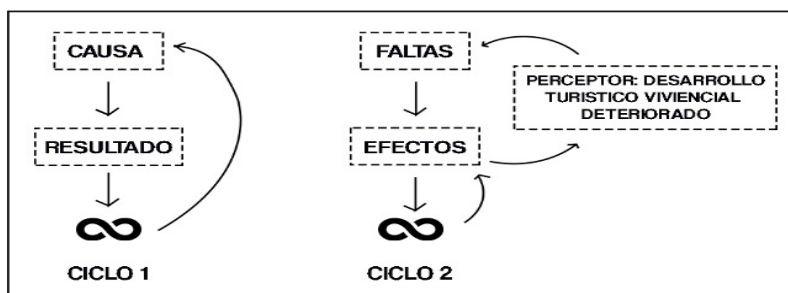 CAUSA
RESULTADO
CICLO 1
FALTAS
EFECTOS
CICLO 2
PERCEPTOR: DESARROLLO
TURISTICO VIVIENCIAL
DETERIORADO